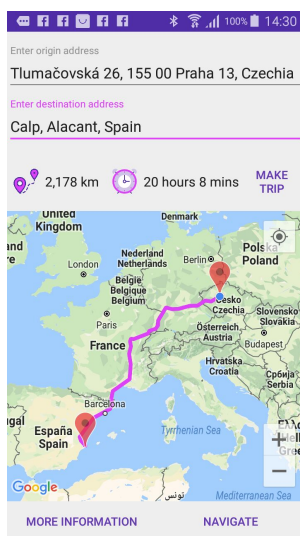 100% 14:30
Enter origin address
Tlumačovská 26, 155 00 Praha 13, Czechia
Enter destination address
Calp, Alacant, Spain
2,178 km
20 hours 8 mins
MAKE
TRIP
United
Kingdom
Denmark
London
Nederland
Netherlands
Berlin
Polska
Poland
België
Belgique
Belgium
Česko
Czechia
Slovensko
Slovakia
Paris
Österreich
Austria
Budapest
France
Hrvatska
Croatia
Србија
Serbia
Barcelona
España
Spain
Tyrrhenian Sea
Google
تونس
Mediterranean Sea
MORE INFORMATION
NAVIGATE